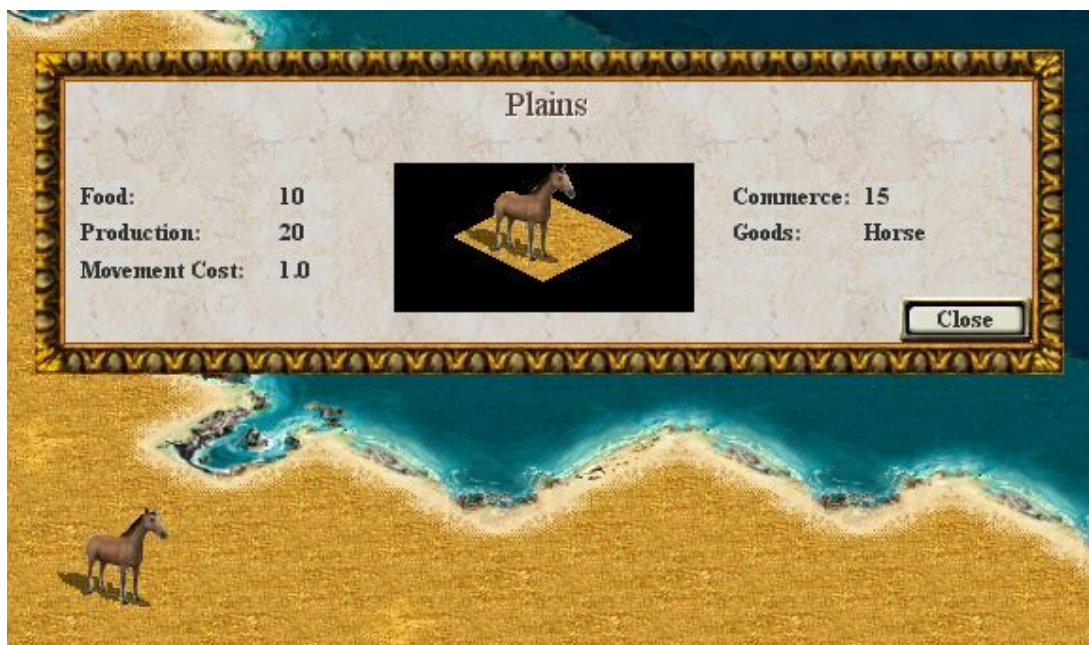 Plains
Food: 10
Production: 20
Movement Cost: 1.0
Commerce: 15
Goods: Horse
Close